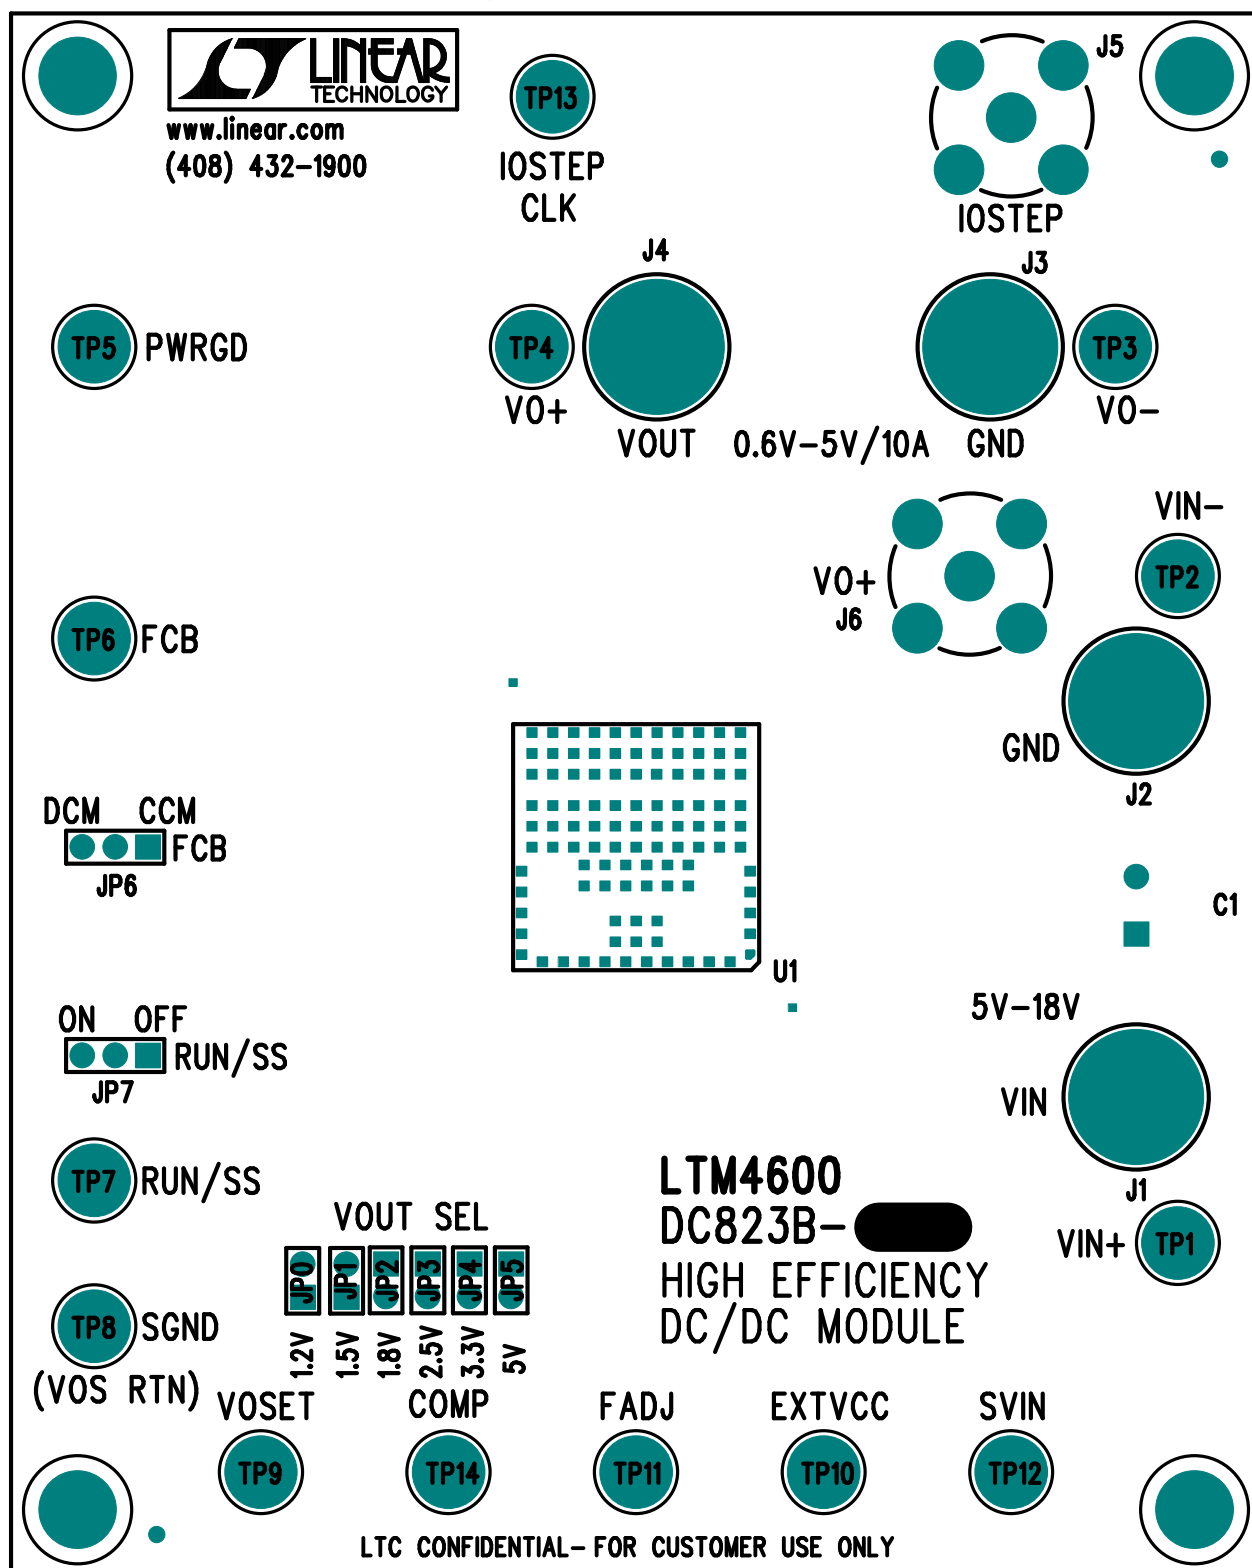 LINEAR
TECHNOLOGY
www.linear.com
(408) 432-1900
TP13
IOSTEP
CLK
J5
IOSTEP
J4
J3
TP5 PWRGD
TP4
TP3
VO+
VO-
VOUT 0.6V-5V/10A GND
VIN-
TP2
VO+
J6
TP6 FCB
GND
J2
DCM CCM
FCB
JP6
C1
U1
5V-18V
ON OFF
RUN/SS
JP7
VIN
J1
TP7 RUN/SS
LTM4600
DC823B-
HIGH EFFICIENCY
DC/DC MODULE
VIN+ TP1
VOUT SEL
JP0 JP1 JP2 JP3 JP4 JP5
1.2V 1.5V 1.8V 2.5V 3.3V 5V
TP8 SGND
(VOS RTN)
VOSET COMP FADJ EXTVCC SVIN
TP9 TP14 TP11 TP10 TP12
LTC CONFIDENTIAL-FOR CUSTOMER USE ONLY